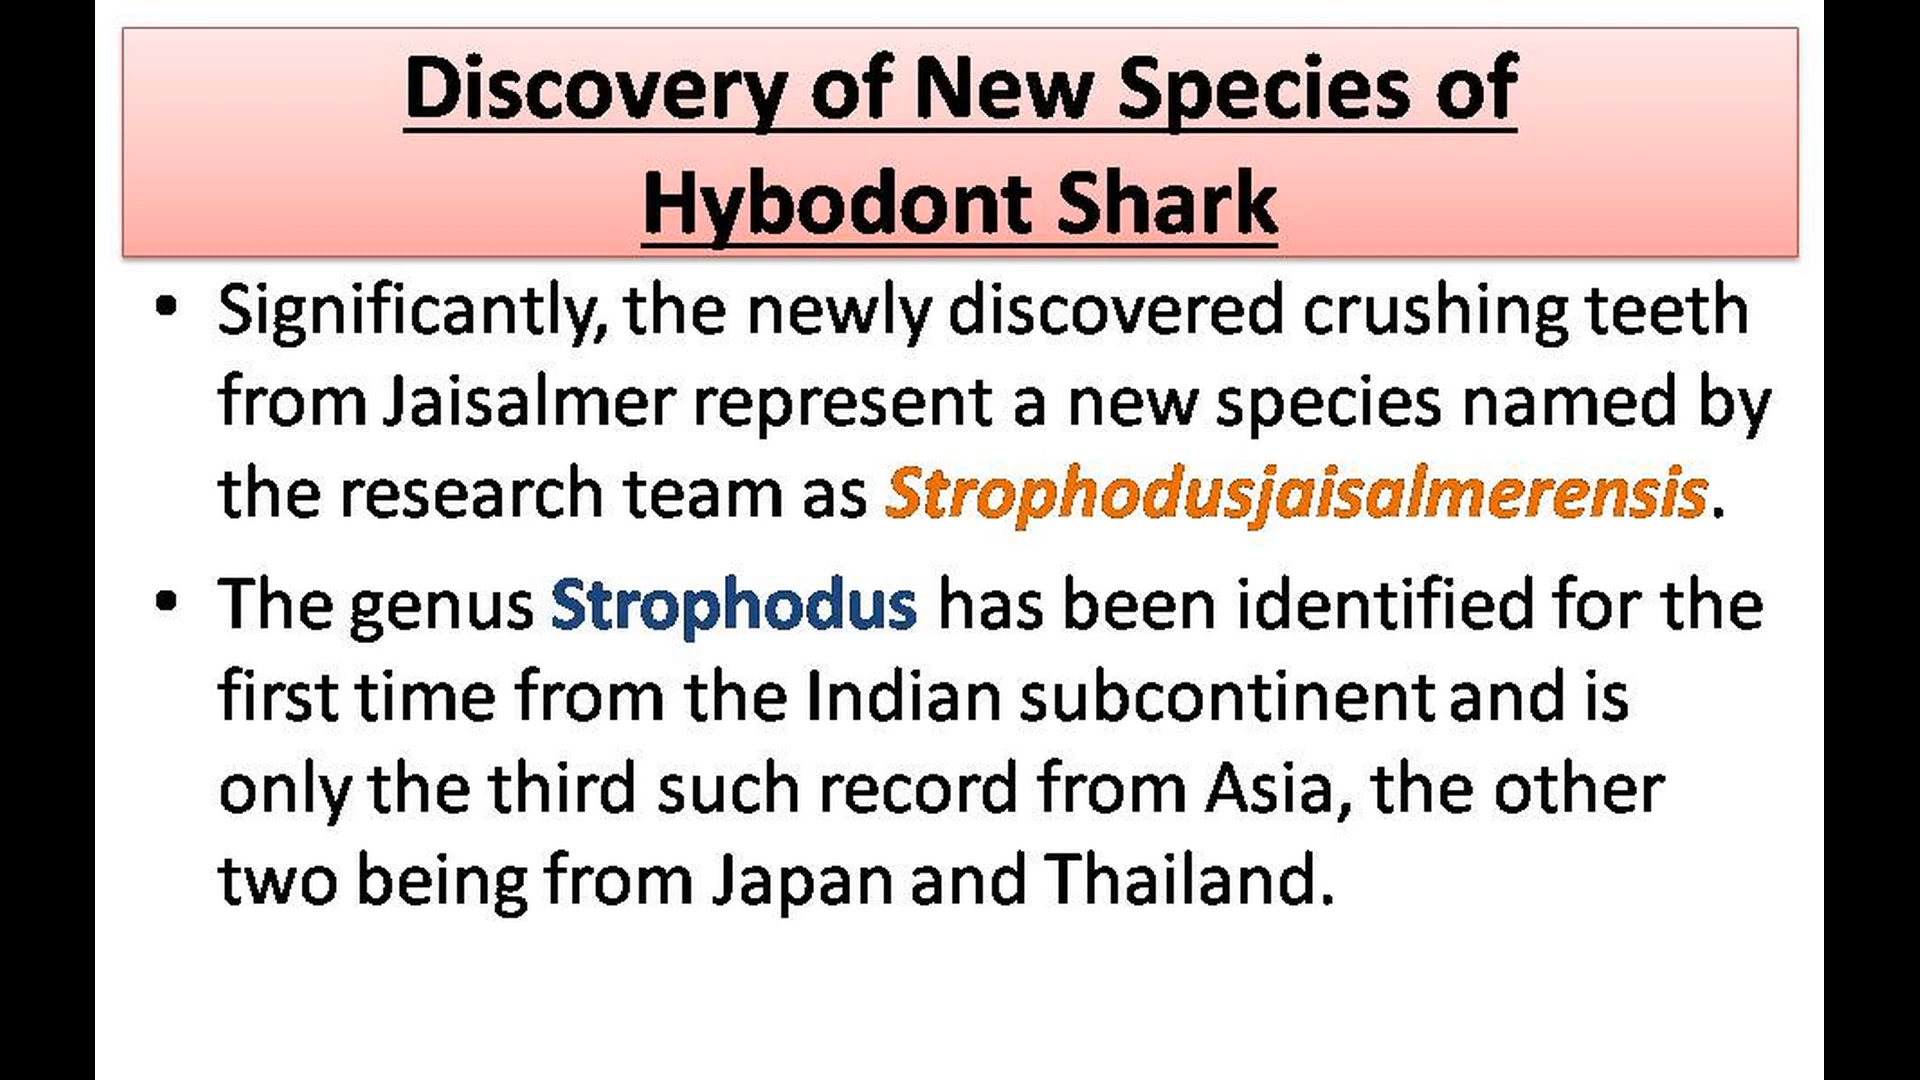 Discovery of New Species of
Hybodont Shark
• Significantly, the newly discovered crushing teeth
from Jaisalmer represent a new species named by
the research team as Strophodusjaisalmerensis.
• The genus Strophodus has been identified for the
first time from the Indian subcontinent and is
only the third such record from Asia, the other
two being from Japan and Thailand.